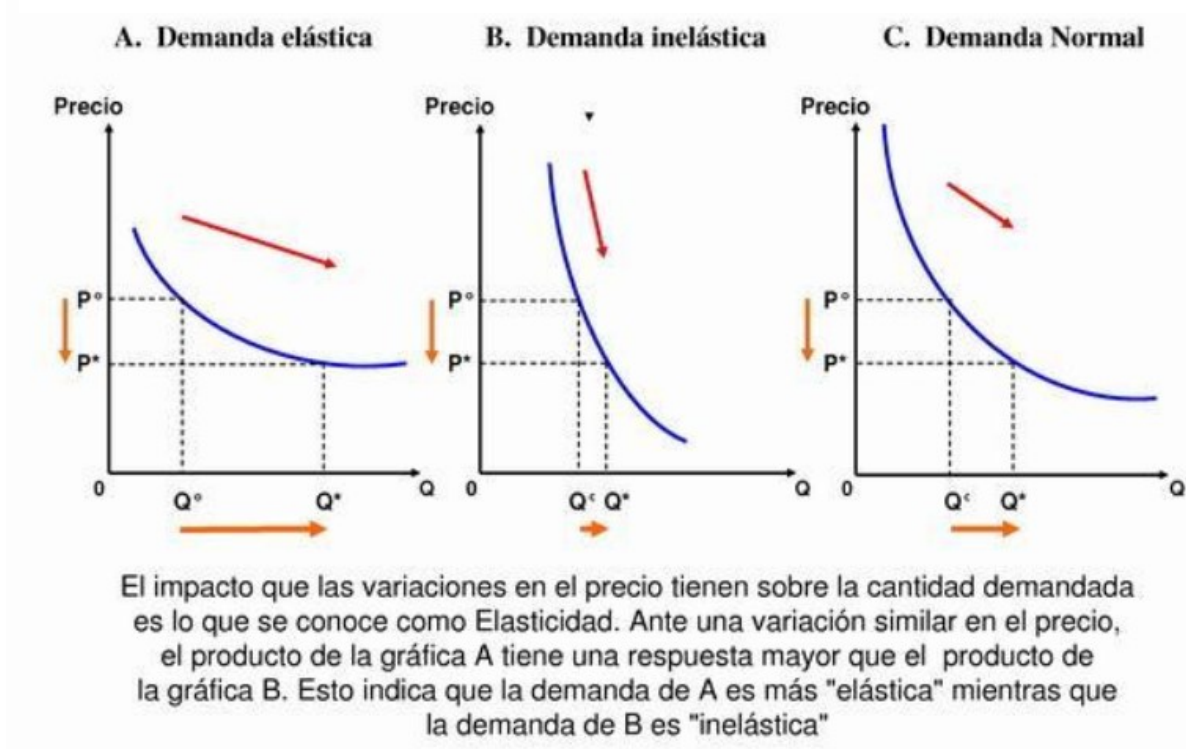 A. Demanda elástica
B. Demanda inelástica
C. Demanda Normal
Precio
P°
P*
0
Q°
Q*
Q
Precio
P°
P*
0
Q‘
Q*
Q
Precio
P°
P*
0
Q‘
Q*
Q
El impacto que las variaciones en el precio tienen sobre la cantidad demandada
es lo que se conoce como Elasticidad. Ante una variación similar en el precio,
el producto de la gráfica A tiene una respuesta mayor que el producto de
la gráfica B. Esto indica que la demanda de A es más "elástica" mientras que
la demanda de B es "inelástica"